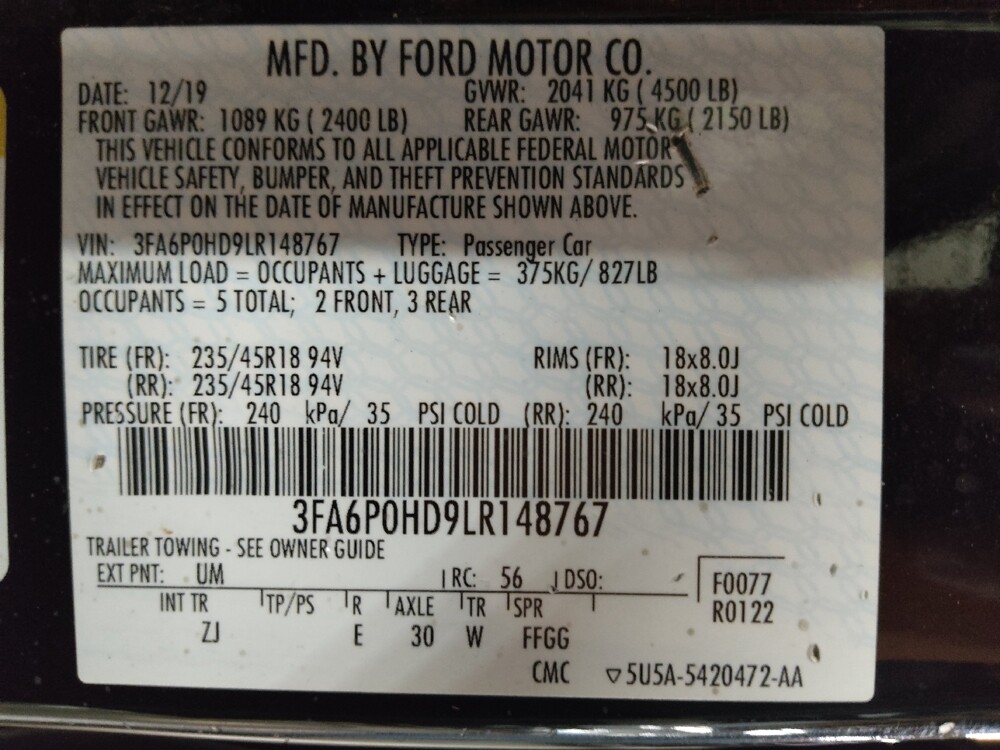 MFD. BY FORD MOTOR CO.
DATE: 12/19 GVWR: 2041 KG ( 4500 LB)
FRONT GAWR: 1089 KG ( 2400 LB) REAR GAWR: 975 KG ( 2150 LB)
THIS VEHICLE CONFORMS TO ALL APPLICABLE FEDERAL MOTOR
VEHICLE SAFETY, BUMPER, AND THEFT PREVENTION STANDARDS
IN EFFECT ON THE DATE OF MANUFACTURE SHOWN ABOVE.
VIN: 3FA6P0HD9LR148767 TYPE: Passenger Car
MAXIMUM LOAD = OCCUPANTS + LUGGAGE = 375KG/ 827LB
OCCUPANTS = 5 TOTAL; 2 FRONT, 3 REAR
TIRE (FR): 235/45R18 94V RIMS (FR): 18x8.0J
(RR): 235/45R18 94V (RR): 18x8.0J
PRESSURE (FR): 240 kPa/ 35 PSI COLD (RR): 240 kPa/ 35 PSI COLD
3FA6P0HD9LR148767
TRAILER TOWING - SEE OWNER GUIDE
EXT PNT: UM RC: 56 DSO: F0077
INT TR TP/PS R AXLE TR SPR R0122
ZJ E 30 W FFGG
CMC ▽5U5A-5420472-AA